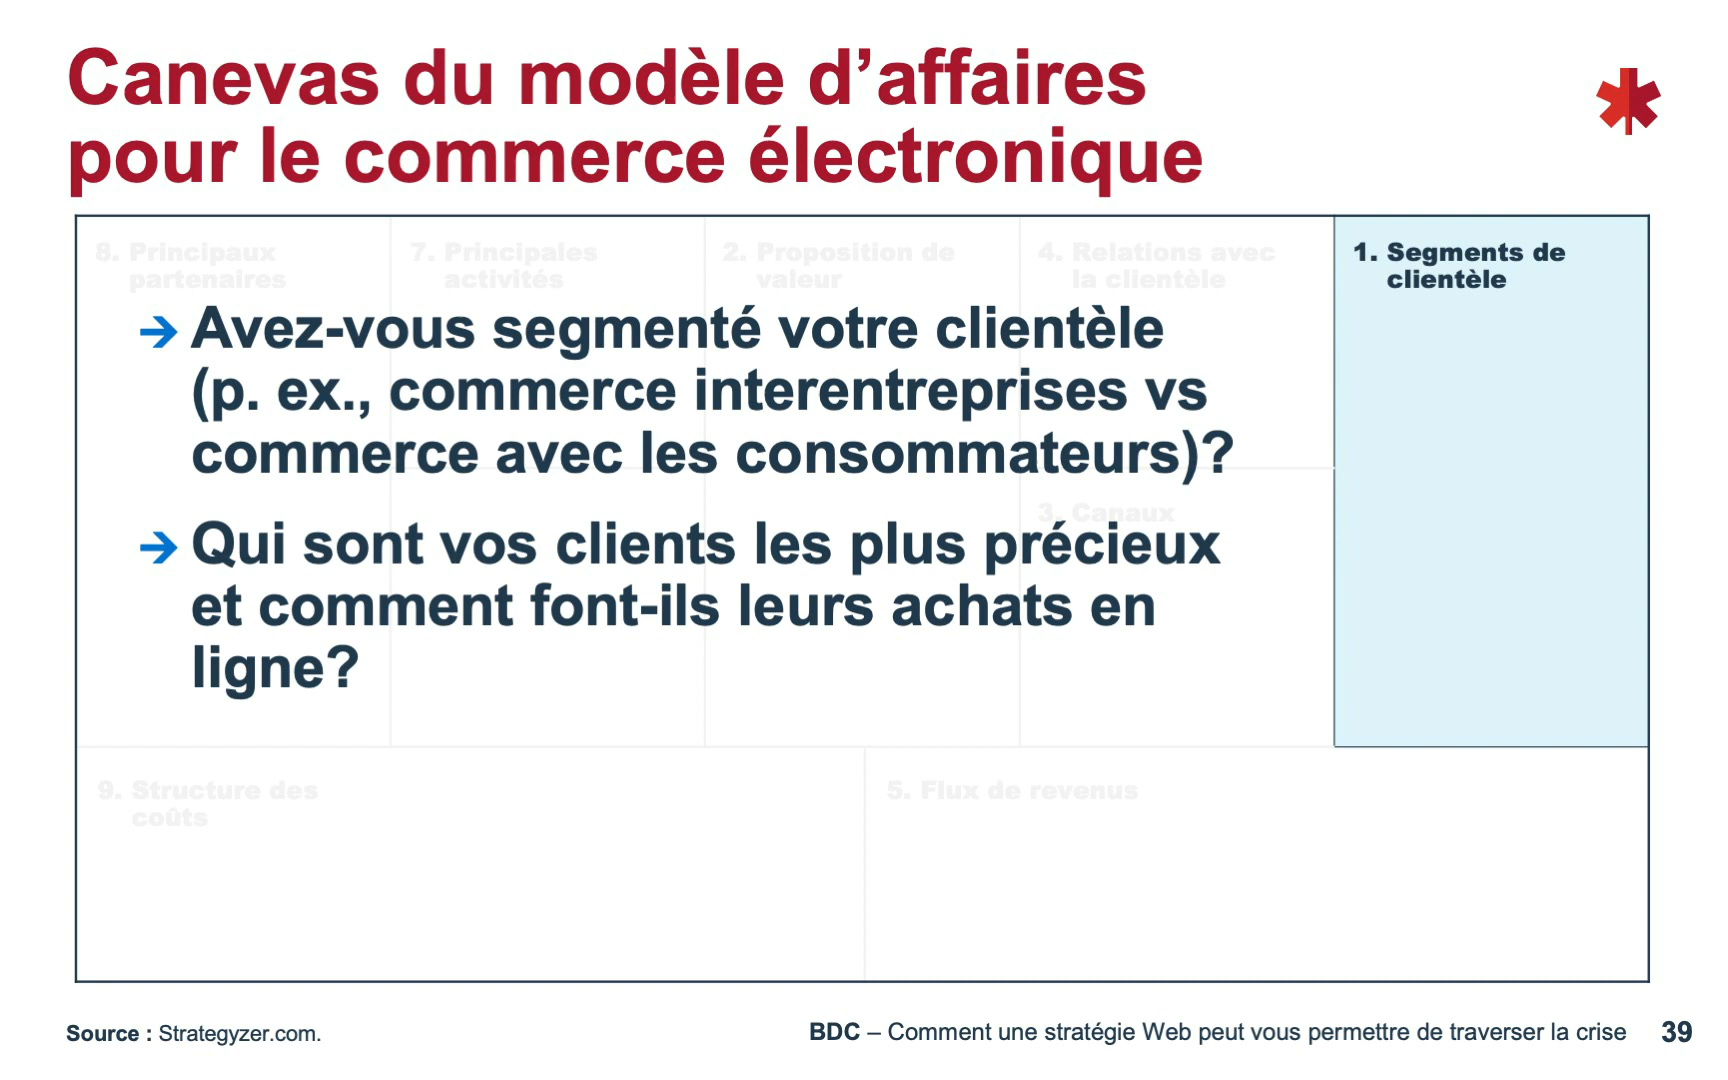 Canevas du modèle d’affaires
pour le commerce électronique
8. Principaux
partenaires
7. Principales
activités
2. Proposition de
valeur
4. Relations avec
la clientèle
1. Segments de
clientèle
→ Avez-vous segmenté votre clientèle
(p. ex., commerce interentreprises vs
commerce avec les consommateurs)?
3. Canaux
→ Qui sont vos clients les plus précieux
et comment font-ils leurs achats en
ligne?
9. Structure des
coûts
5. Flux de revenus
Source : Strategyzer.com.
BDC – Comment une stratégie Web peut vous permettre de traverser la crise 39